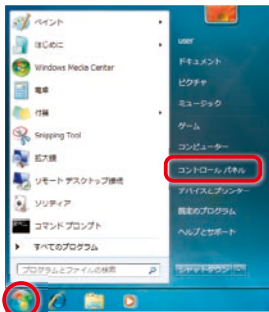 ペイント
はじめに
Windows Media Center
電卓
付箋
Snipping Tool
拡大鏡
リモート デスクトップ接続
ソリティア
コマンド プロンプト
すべてのプログラム
プログラムとファイルの検索
user
ドキュメント
ピクチャ
ミュージック
ゲーム
コンピューター
コントロール パネル
デバイスとプリンター
既定のプログラム
ヘルプとサポート
シャットダウン